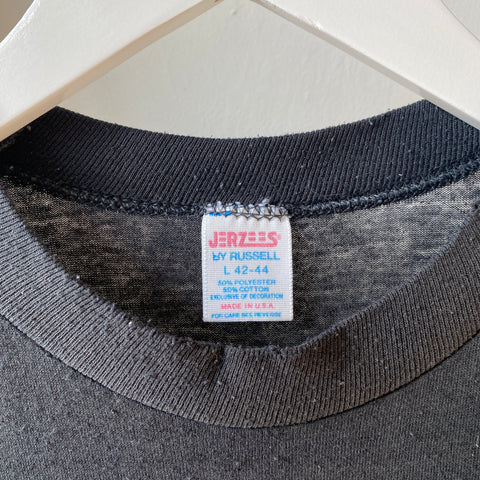 JERZEES®
BY RUSSELL
L 42-44
50% POLYESTER
50% COTTON
EXCLUSIVE OF DECORATION
MADE IN U.S.A.
FOR CARE SEE REVERSE